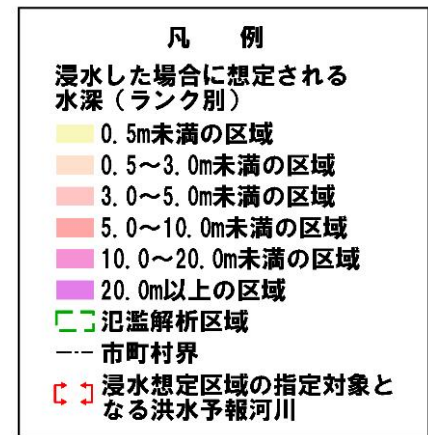 凡 例
浸水した場合に想定される
水深（ランク別）
0.5m未満の区域
0.5～3.0m未満の区域
3.0～5.0m未満の区域
5.0～10.0m未満の区域
10.0～20.0m未満の区域
20.0m以上の区域
氾濫解析区域
市町村界
浸水想定区域の指定対象と
なる洪水予報河川